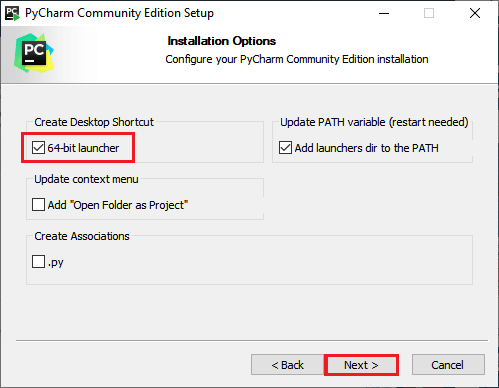 PC PyCharm Community Edition Setup
PC
Installation Options
Configure your PyCharm Community Edition installation
Create Desktop Shortcut
64-bit launcher
Update PATH variable (restart needed)
Add launchers dir to the PATH
Update context menu
Add "Open Folder as Project"
Create Associations
.py
< Back
Next >
Cancel